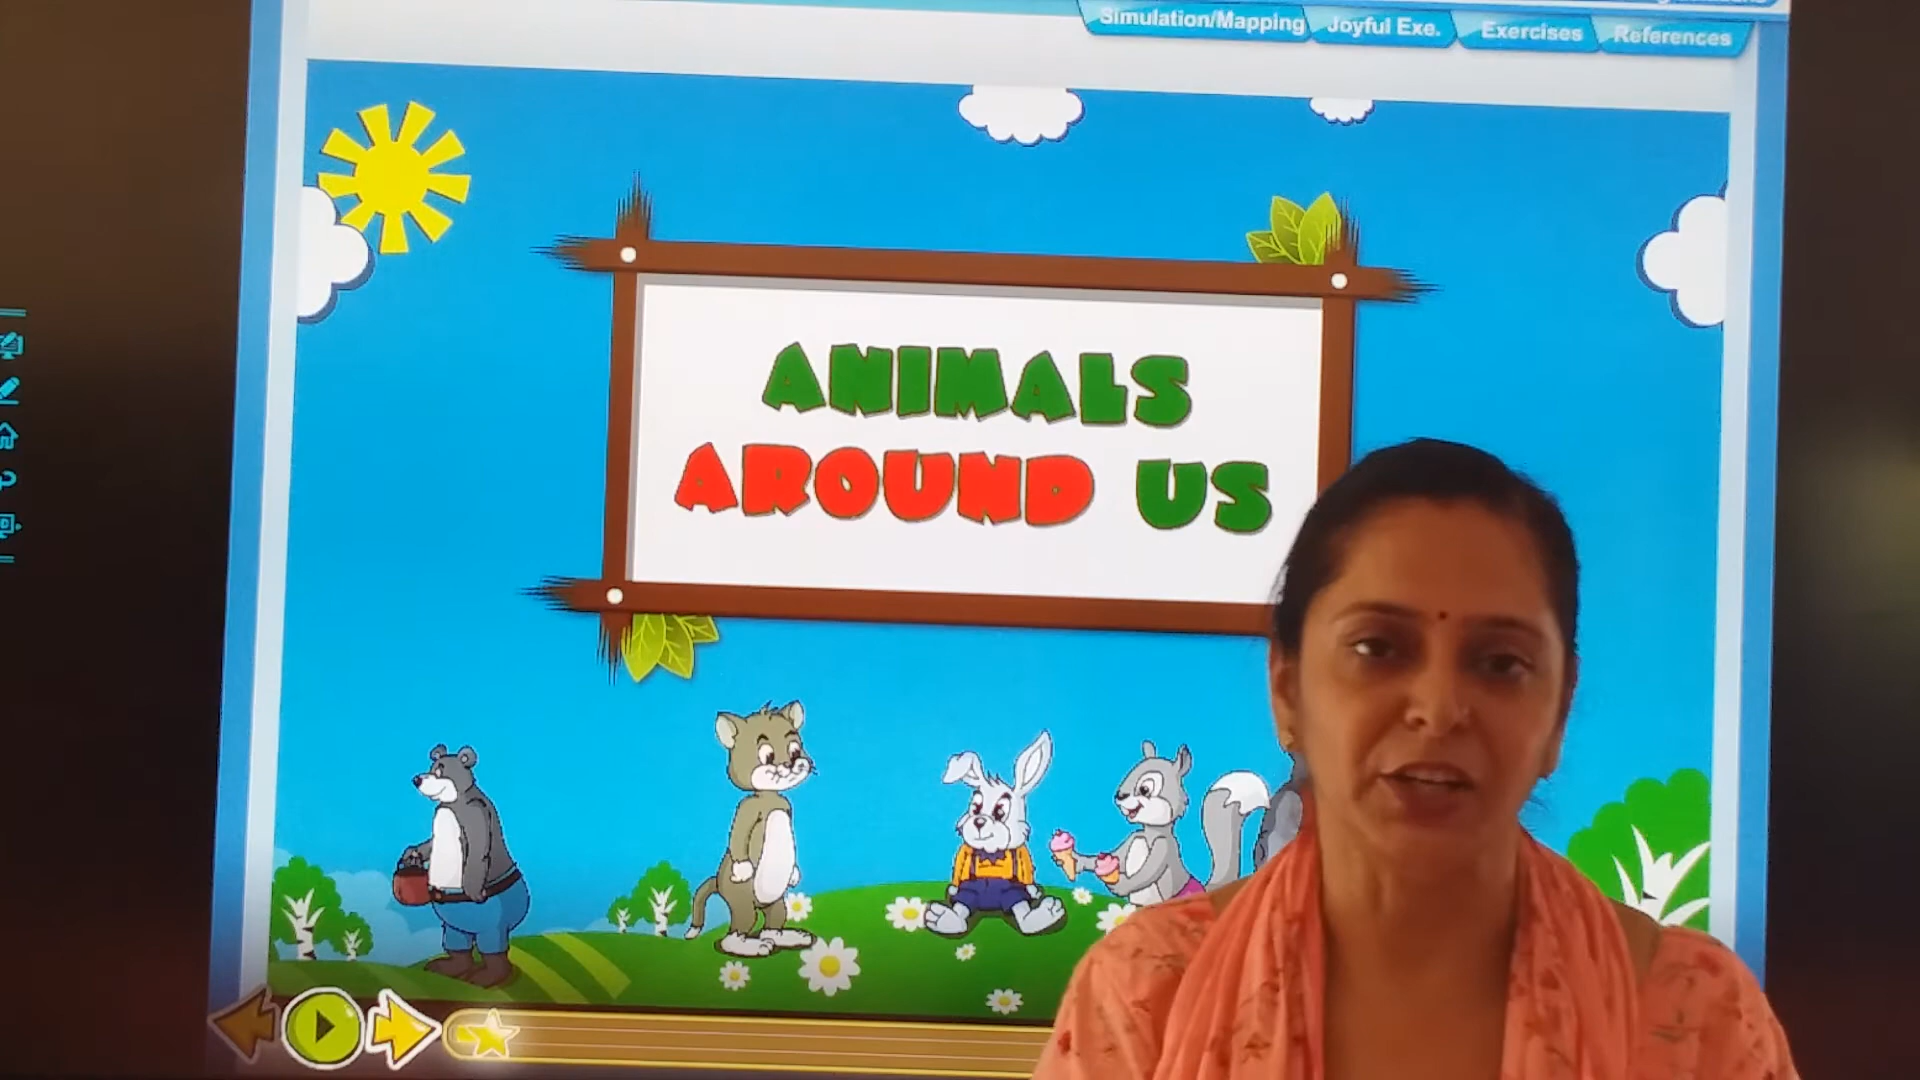 Simulation/Mapping Joyful Exe. Exercises References
ANIMALS
AROUND US